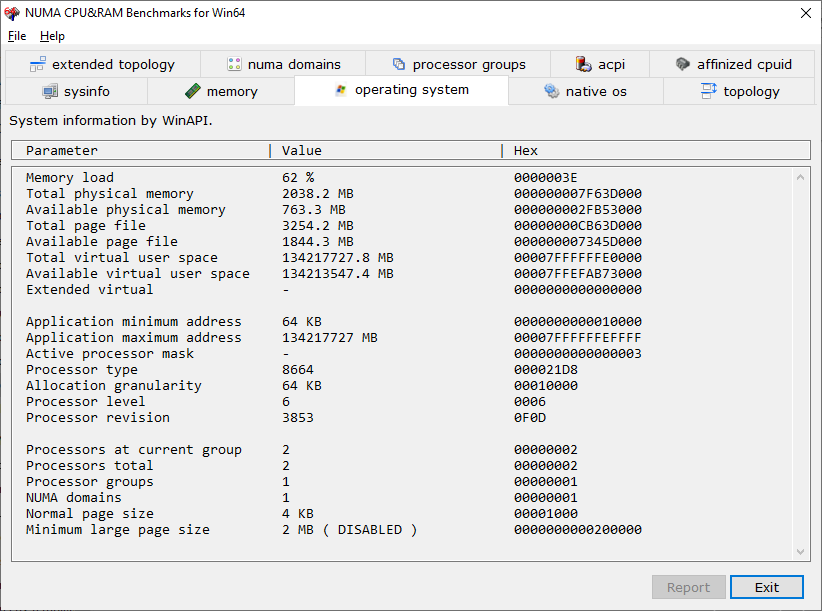 NUMA CPU&RAM Benchmarks for Win64
File Help
extended topology numa domains processor groups acpi affinized cpuid
sysinfo memory operating system native os topology
System information by WinAPI.
Parameter | Value | Hex
Memory load 62 % 0000003E
Total physical memory 2038.2 MB 000000007F63D000
Available physical memory 763.3 MB 000000002FB53000
Total page file 3254.2 MB 00000000CB63D000
Available page file 1844.3 MB 000000007345D000
Total virtual user space 134217727.8 MB 00007FFFFFFE0000
Available virtual user space 134213547.4 MB 00007FFEFAB73000
Extended virtual - 0000000000000000
Application minimum address 64 KB 0000000000010000
Application maximum address 134217727 MB 00007FFFFFFEFFFF
Active processor mask - 0000000000000003
Processor type 8664 000021D8
Allocation granularity 64 KB 00010000
Processor level 6 0006
Processor revision 3853 0F0D
Processors at current group 2 00000002
Processors total 2 00000002
Processor groups 1 00000001
NUMA domains 1 00000001
Normal page size 4 KB 00001000
Minimum large page size 2 MB ( DISABLED ) 0000000000200000
Report Exit